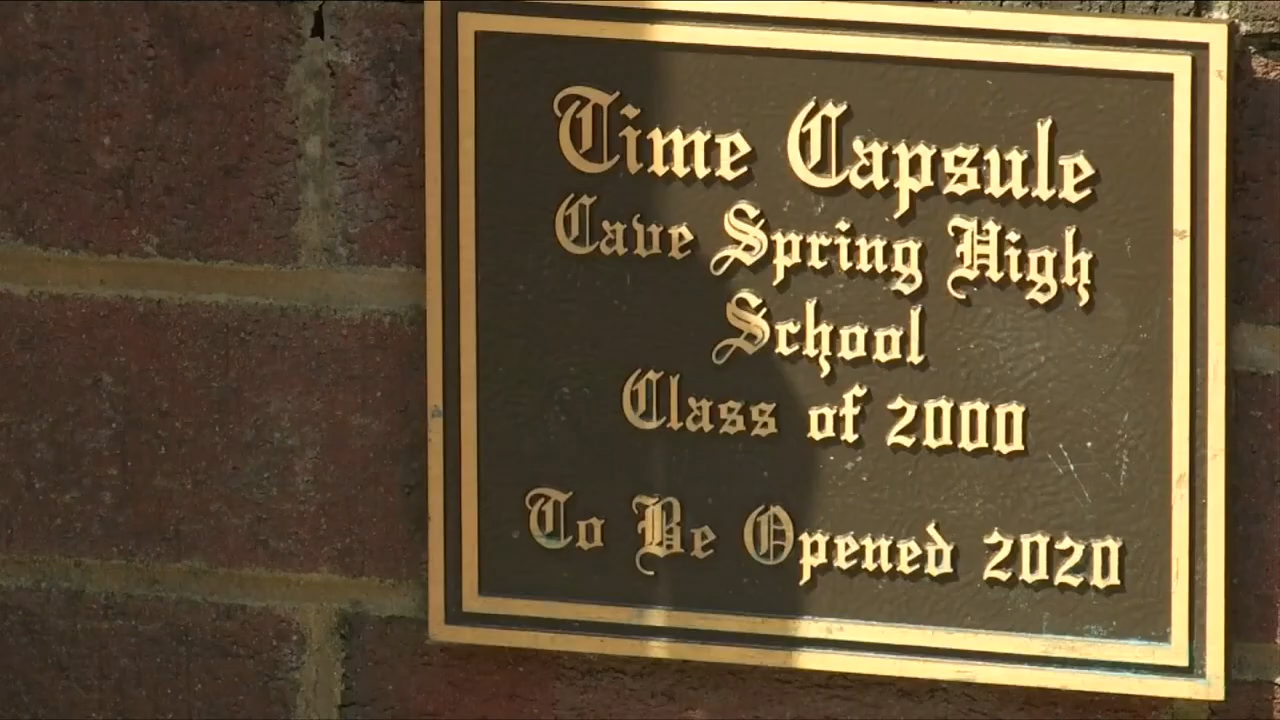 Time Capsule
Cave Spring High
School
Class of 2000
To Be Opened 2020